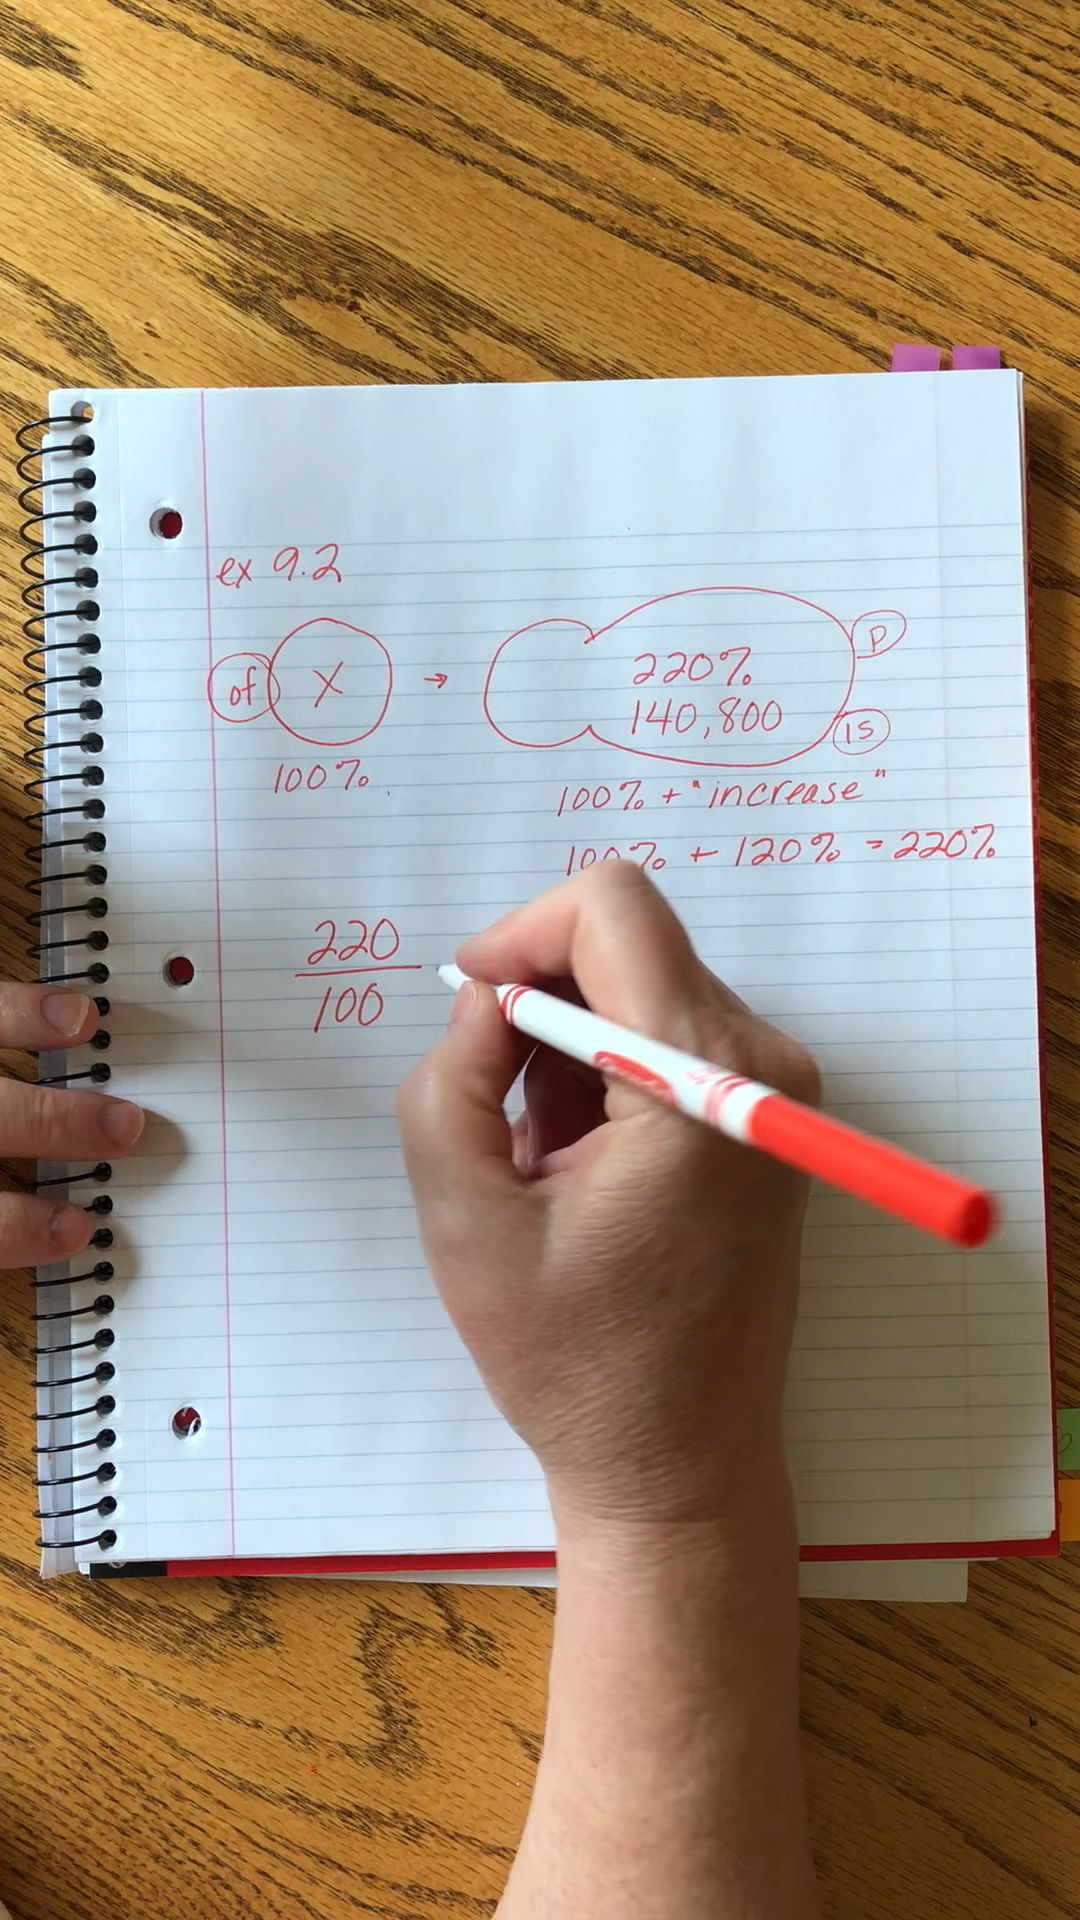 ex 9.2
of X → 220% P
140,800 is
100%
100% + "increase"
100% + 120% = 220%
220
100